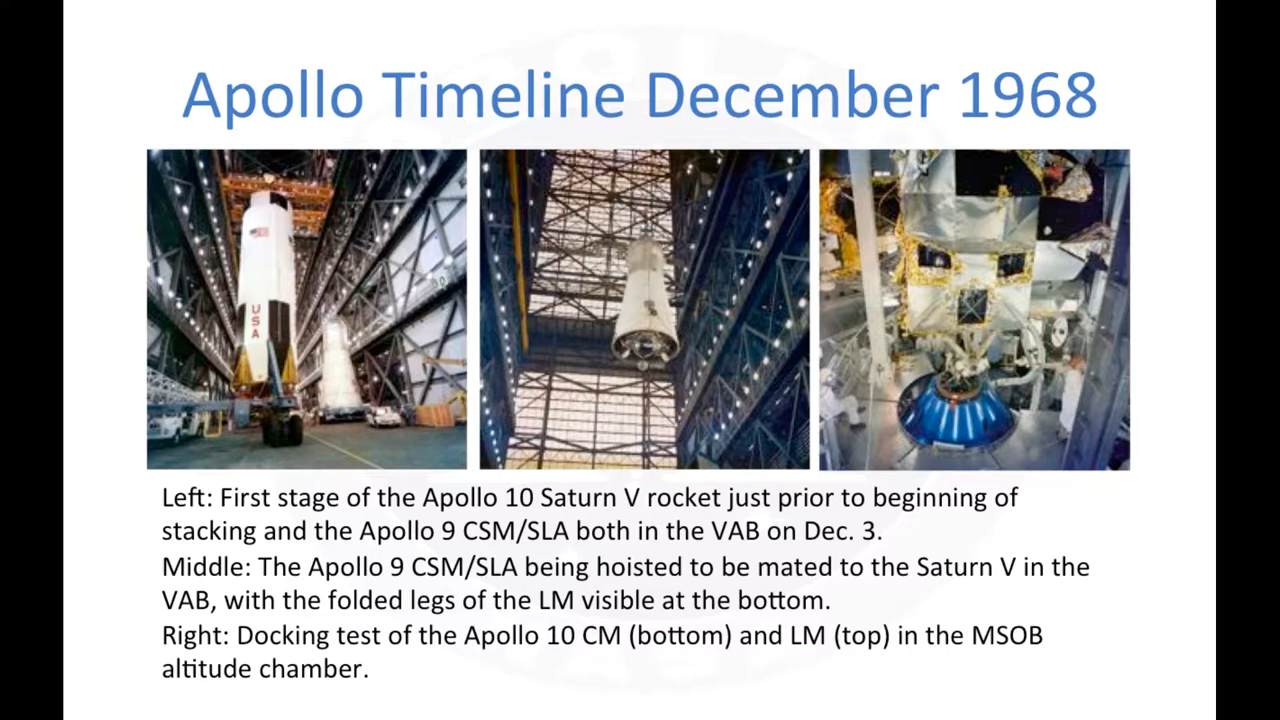 Apollo Timeline December 1968
USA
Left: First stage of the Apollo 10 Saturn V rocket just prior to beginning of
stacking and the Apollo 9 CSM/SLA both in the VAB on Dec. 3.
Middle: The Apollo 9 CSM/SLA being hoisted to be mated to the Saturn V in the
VAB, with the folded legs of the LM visible at the bottom.
Right: Docking test of the Apollo 10 CM (bottom) and LM (top) in the MSOB
altitude chamber.